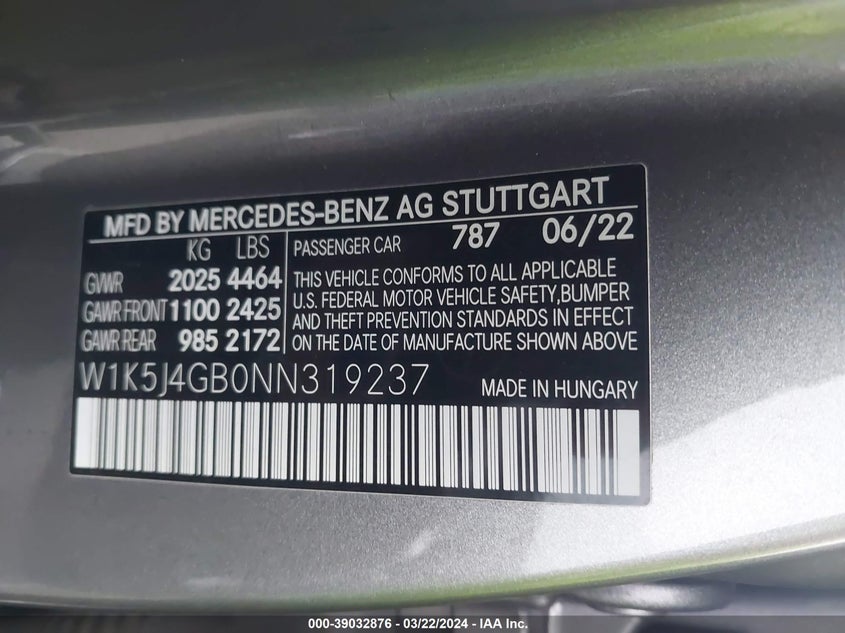 MFD BY MERCEDES-BENZ AG STUTTGART
KG LBS PASSENGER CAR 787 06/22
GVWR 2025 4464 THIS VEHICLE CONFORMS TO ALL APPLICABLE
GAWR FRONT 1100 2425 U.S. FEDERAL MOTOR VEHICLE SAFETY,BUMPER
AND THEFT PREVENTION STANDARDS IN EFFECT
GAWR REAR 985 2172 ON THE DATE OF MANUFACTURE SHOWN ABOVE
W1K5J4GB0NN319237 MADE IN HUNGARY
000-39032876 - 03/22/2024 - IAA Inc.